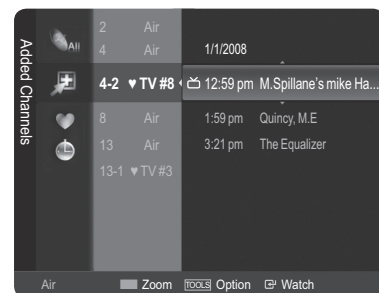 Added Channels
All
2 Air
4 Air 1/1/2008
4-2 ♥ TV #8 12:59 pm M.Spillane's mike Ha...
8 Air 1:59 pm Quincy, M.E
13 Air 3:21 pm The Equalizer
13-1 ♥ TV #3
Air Zoom TOOLS Option Watch